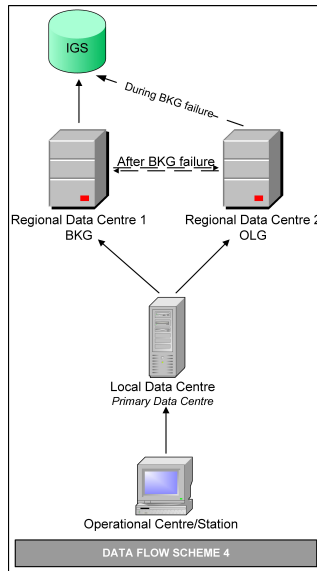 IGS
During BKG failure
After BKG failure
Regional Data Centre 1
BKG
Regional Data Centre 2
OLG
Local Data Centre
Primary Data Centre
Operational Centre/Station
DATA FLOW SCHEME 4